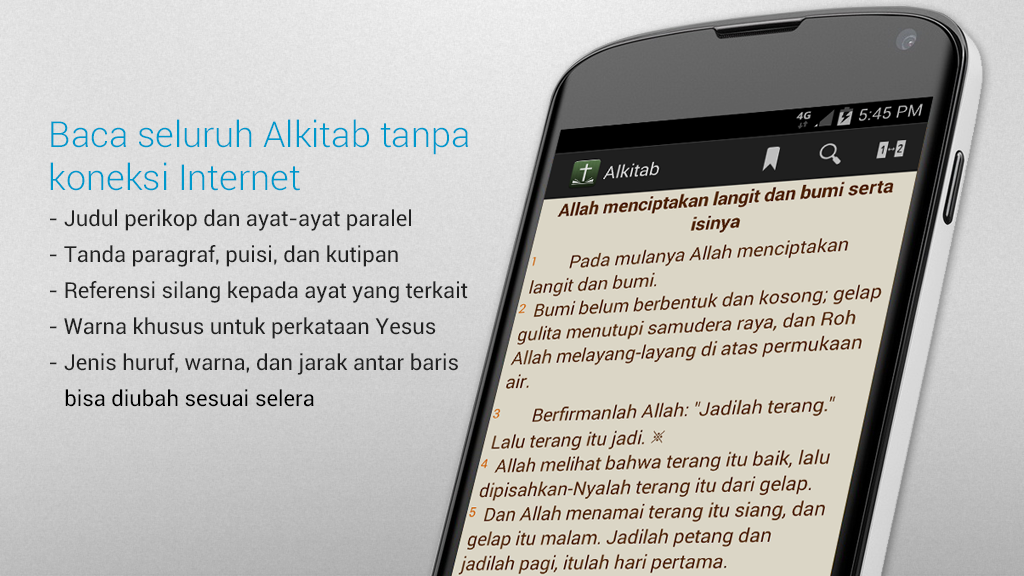 Baca seluruh Alkitab tanpa
koneksi Internet
- Judul perikop dan ayat-ayat paralel
- Tanda paragraf, puisi, dan kutipan
- Referensi silang kepada ayat yang terkait
- Warna khusus untuk perkataan Yesus
- Jenis huruf, warna, dan jarak antar baris
bisa diubah sesuai selera
4G 5:45 PM
Alkitab 1↔2
Allah menciptakan langit dan bumi serta
isinya
1 Pada mulanya Allah menciptakan
langit dan bumi.
2 Bumi belum berbentuk dan kosong; gelap
gulita menutupi samudera raya, dan Roh
Allah melayang-layang di atas permukaan
air.
3 Berfirmanlah Allah: "Jadilah terang."
Lalu terang itu jadi. ※
4 Allah melihat bahwa terang itu baik, lalu
dipisahkan-Nyalah terang itu dari gelap.
5 Dan Allah menamai terang itu siang, dan
gelap itu malam. Jadilah petang dan
jadilah pagi, itulah hari pertama.